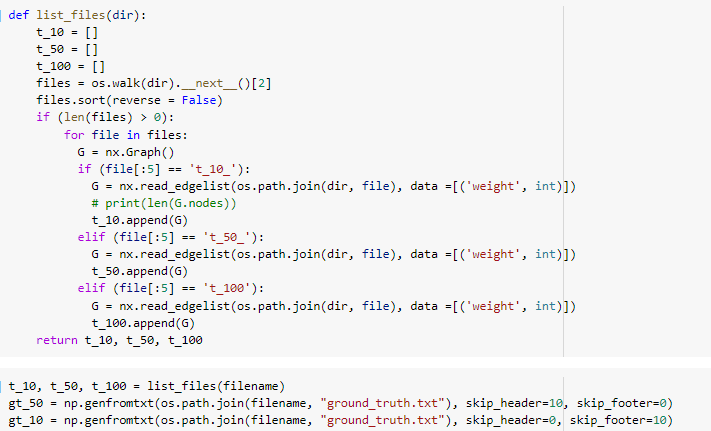 def list_files(dir):
    t_10 = []
    t_50 = []
    t_100 = []
    files = os.walk(dir).__next__()[2]
    files.sort(reverse = False)
    if (len(files) > 0):
        for file in files:
          G = nx.Graph()
          if (file[:5] == 't_10_'):
            G = nx.read_edgelist(os.path.join(dir, file), data =[('weight', int)])
            # print(len(G.nodes))
            t_10.append(G)
          elif (file[:5] == 't_50_'):
            G = nx.read_edgelist(os.path.join(dir, file), data =[('weight', int)])
            t_50.append(G)
          elif (file[:5] == 't_100'):
            G = nx.read_edgelist(os.path.join(dir, file), data =[('weight', int)])
            t_100.append(G)
    return t_10, t_50, t_100
t_10, t_50, t_100 = list_files(filename)
gt_50 = np.genfromtxt(os.path.join(filename, "ground_truth.txt"), skip_header=10, skip_footer=0)
gt_10 = np.genfromtxt(os.path.join(filename, "ground_truth.txt"), skip_header=0, skip_footer=10)